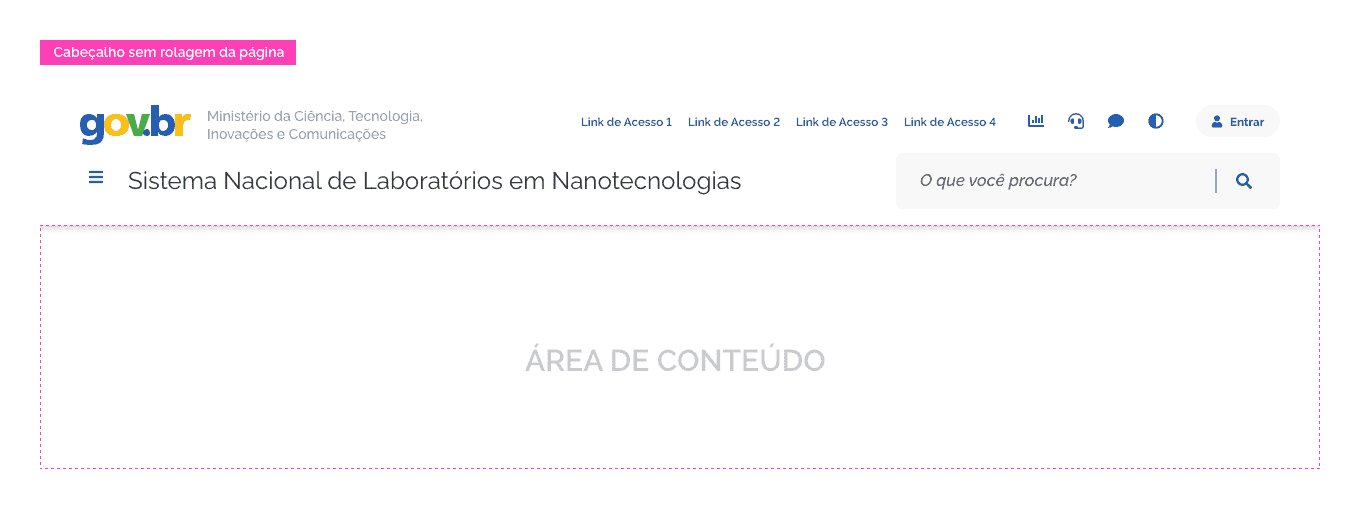 Cabeçalho sem rolagem da página
gov.br
Ministério da Ciência, Tecnologia,
Inovações e Comunicações
Link de Acesso 1 Link de Acesso 2 Link de Acesso 3 Link de Acesso 4 Entrar
Sistema Nacional de Laboratórios em Nanotecnologias
O que você procura?
ÁREA DE CONTEÚDO